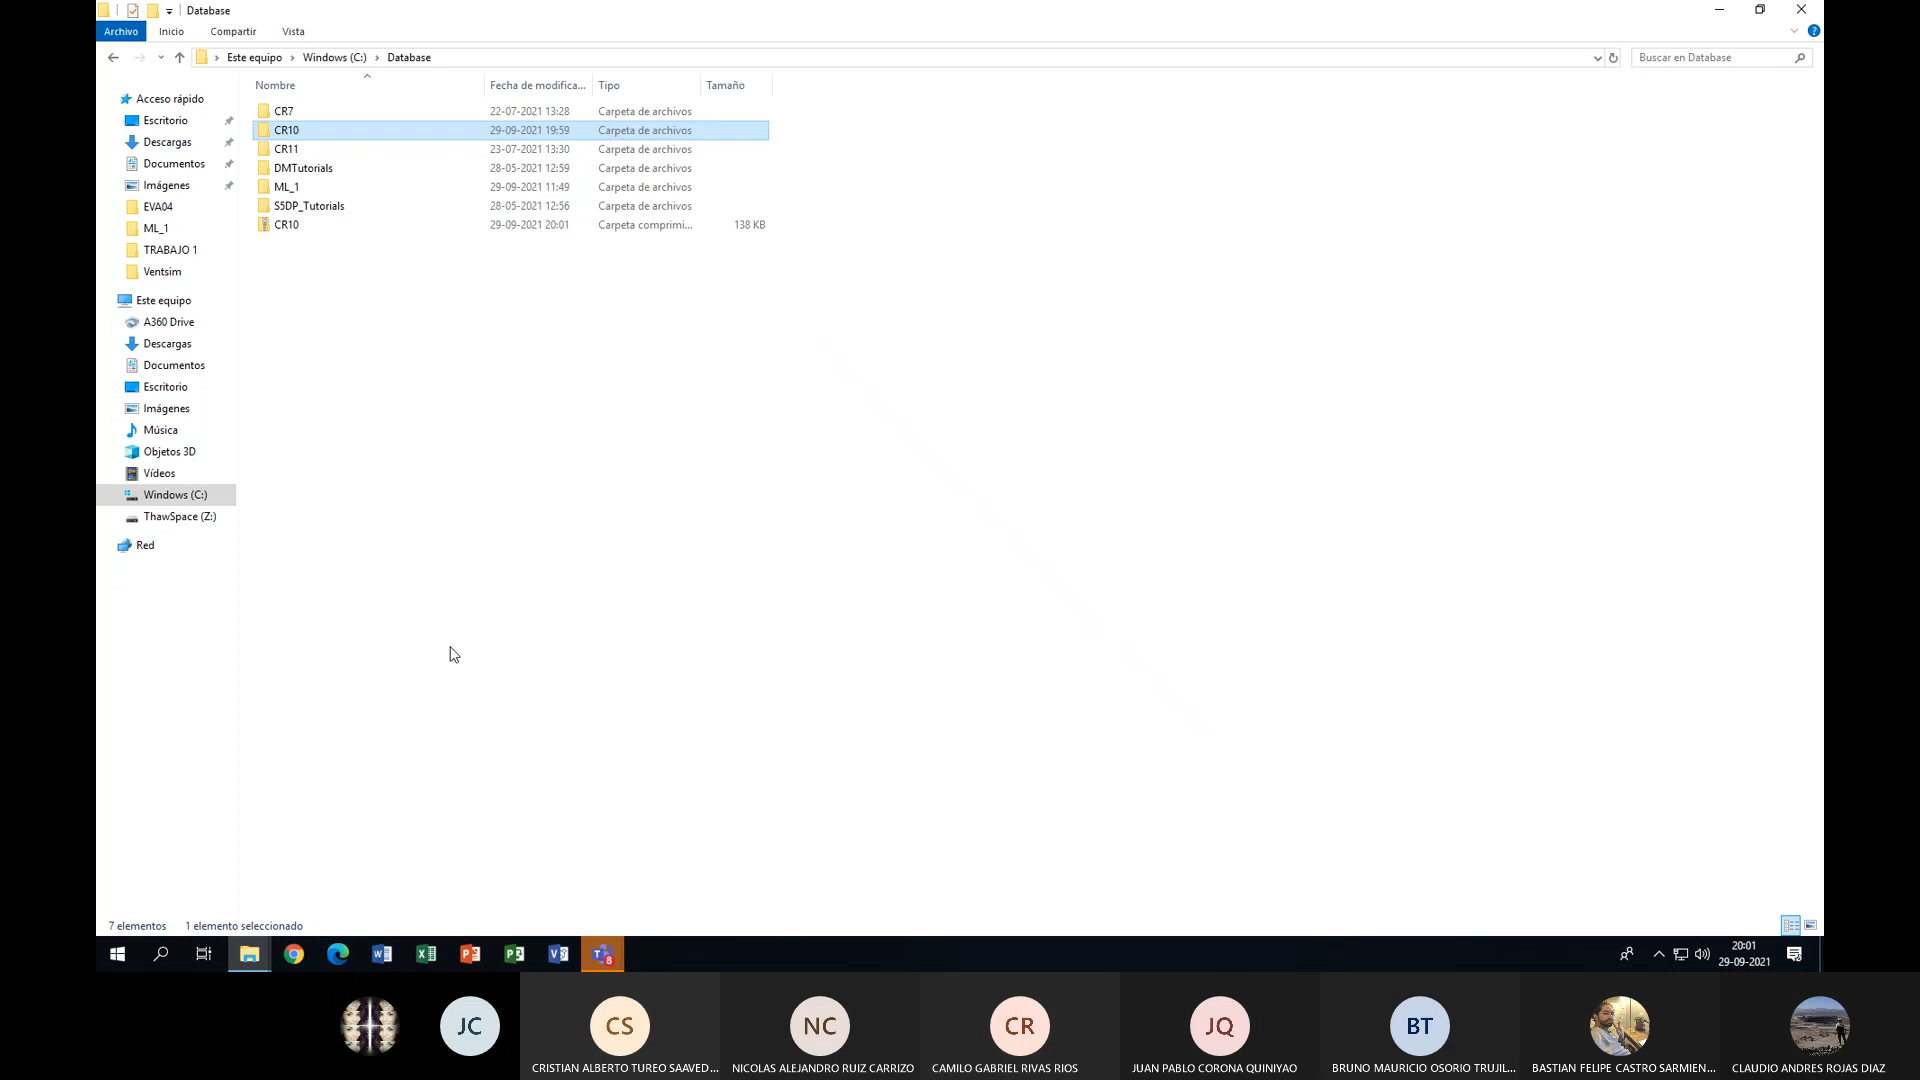 Database
Archivo Inicio Compartir Vista
Este equipo Windows (C:) Database
Buscar en Database
Nombre Fecha de modifica... Tipo Tamaño
CR7 22-07-2021 13:28 Carpeta de archivos
CR10 29-09-2021 19:59 Carpeta de archivos
CR11 23-07-2021 13:30 Carpeta de archivos
DMTutorials 28-05-2021 12:59 Carpeta de archivos
ML_1 29-09-2021 11:49 Carpeta de archivos
S5DP_Tutorials 28-05-2021 12:56 Carpeta de archivos
CR10 29-09-2021 20:01 Carpeta comprimi... 138 KB
Acceso rápido
Escritorio
Descargas
Documentos
Imágenes
EVA04
ML_1
TRABAJO 1
Ventsim
Este equipo
A360 Drive
Descargas
Documentos
Escritorio
Imágenes
Música
Objetos 3D
Vídeos
Windows (C:)
ThawSpace (Z:)
Red
7 elementos 1 elemento seleccionado
20:01
29-09-2021
JC CS NC CR JQ BT
CRISTIAN ALBERTO TUREO SAAVED... NICOLAS ALEJANDRO RUIZ CARRIZO CAMILO GABRIEL RIVAS RIOS JUAN PABLO CORONA QUINIYAO BRUNO MAURICIO OSORIO TRUJIL... BASTIAN FELIPE CASTRO SARMIEN... CLAUDIO ANDRES ROJAS DIAZ